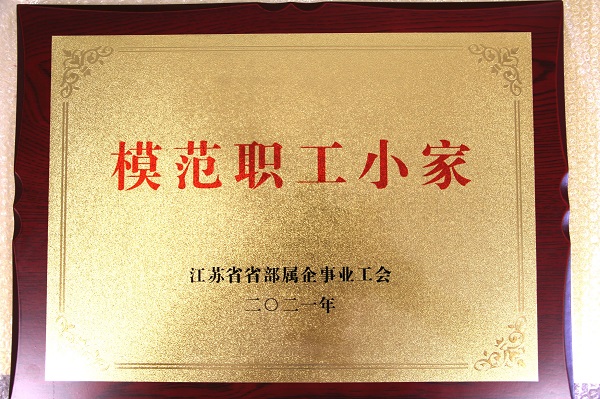 模范职工小家
江苏省省部属企事业工会
二〇二一年